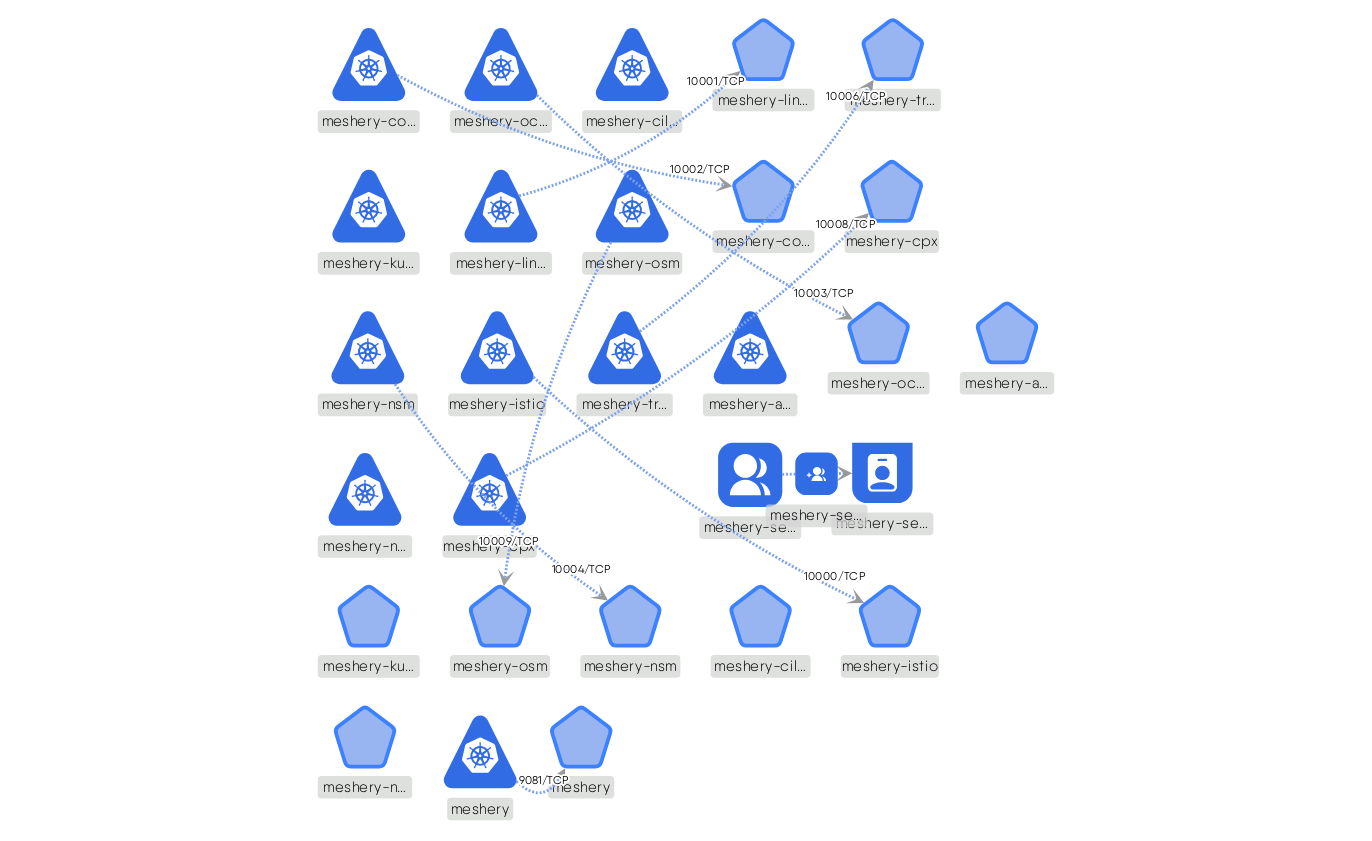 10001/TCP
meshery-lin...
10006/TCP
meshery-tr...
meshery-co...
meshery-oc...
meshery-cil...
10002/TCP
meshery-co...
10008/TCP
meshery-cpx
meshery-ku...
meshery-lin...
meshery-osm
10003/TCP
meshery-oc...
meshery-a...
meshery-nsm
meshery-istio
meshery-tr...
meshery-a...
meshery-se...
meshery-se...
meshery-se...
meshery-n...
meshery-cpx
10009/TCP
10004/TCP
10000/TCP
meshery-ku...
meshery-osm
meshery-nsm
meshery-cil...
meshery-istio
meshery-n...
9081/TCP
meshery
meshery